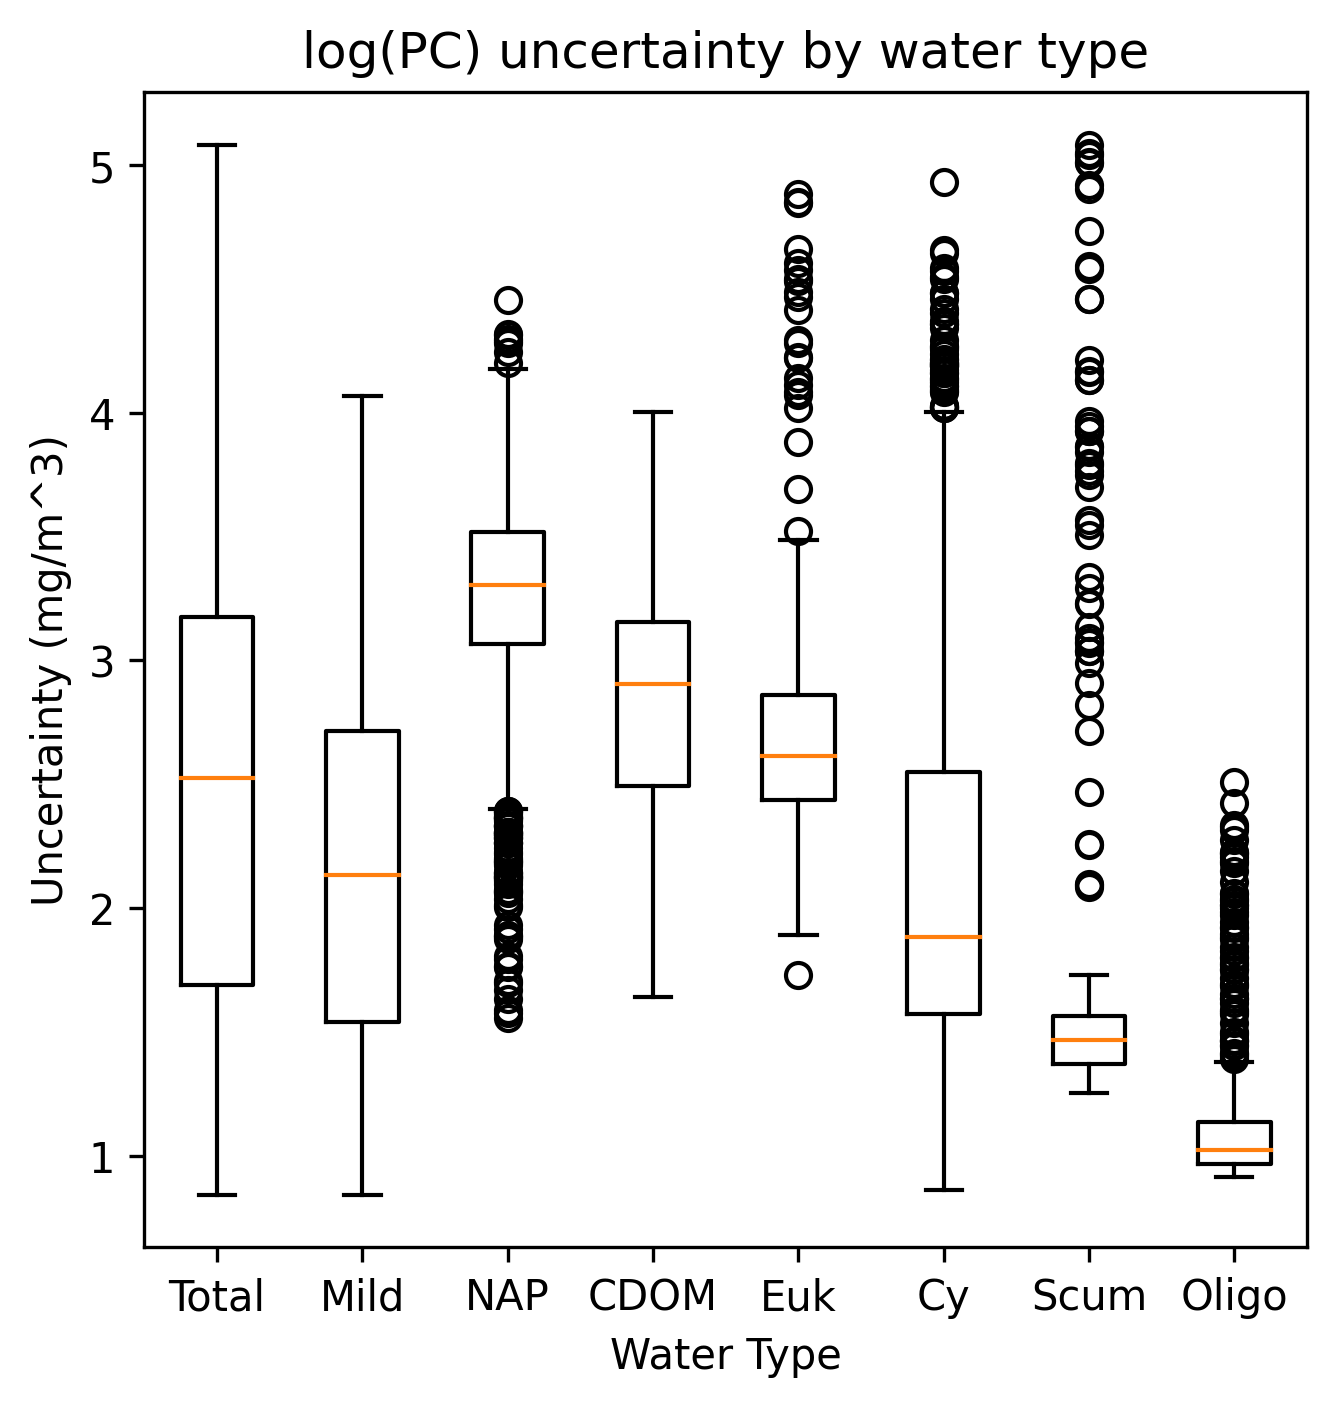 log(PC) uncertainty by water type
Uncertainty (mg/m^3)
5
4
3
2
1
Total Mild NAP CDOM Euk Cy Scum Oligo
Water Type